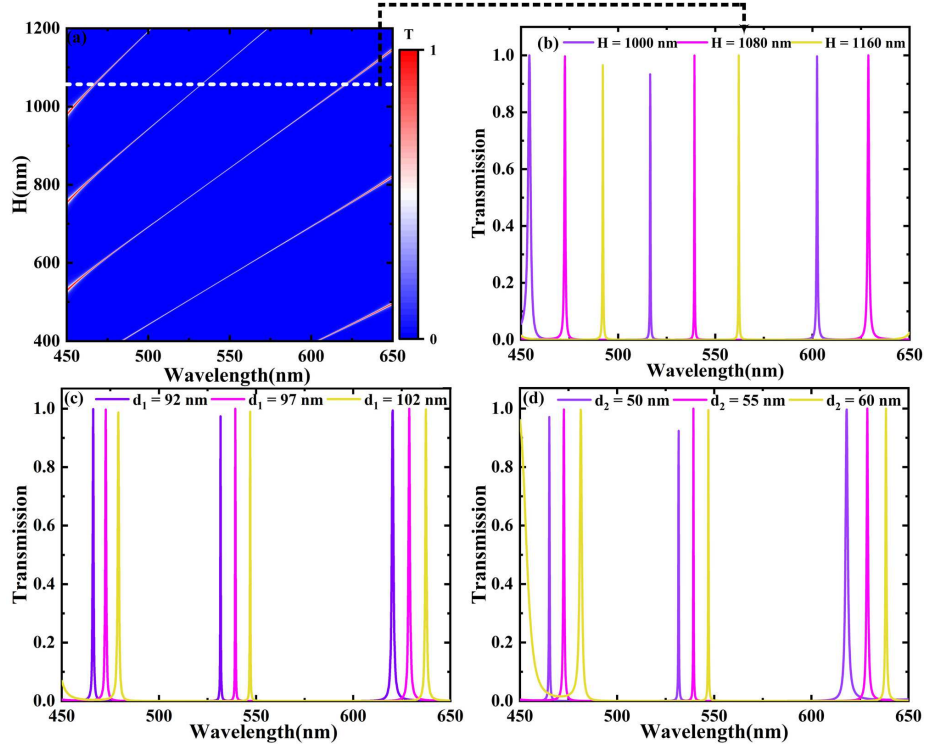 (a)
T
1200
1000
800
600
400
H(nm)
450 500 550 600 650
Wavelength(nm)
1
0
(b)
H = 1000 nm H = 1080 nm H = 1160 nm
1.0
0.8
0.6
0.4
0.2
0.0
Transmission
450 500 550 600 650
Wavelength(nm)
(c)
d₁ = 92 nm d₁ = 97 nm d₁ = 102 nm
1.0
0.8
0.6
0.4
0.2
0.0
Transmission
450 500 550 600 650
Wavelength(nm)
(d)
d₂ = 50 nm d₂ = 55 nm d₂ = 60 nm
1.0
0.8
0.6
0.4
0.2
0.0
Transmission
450 500 550 600 650
Wavelength(nm)